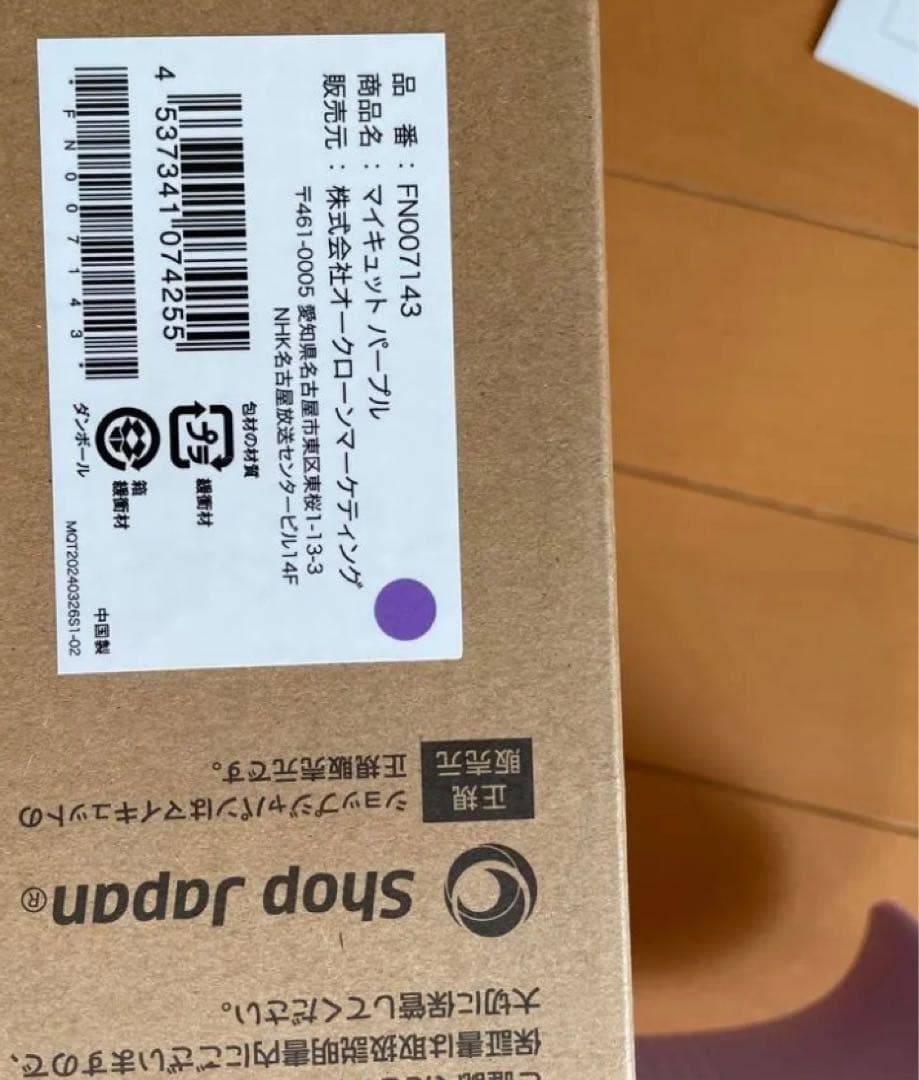 品　番：FN007143
商品名：マイキュット パープル
販売元：株式会社オークローンマーケティング
〒461-0005 愛知県名古屋市東区東桜1-13-3
NHK名古屋放送センタービル14F
4 537341 074255
*FN007143*
包材の材質
プラ
緩衝材
箱
緩衝材
ダンボール
中国製
MQT20240326S1-02
正規
販売元
ショップジャパンはマイキュットの
正規販売元です。
Shop Japan®
保証書は取扱説明書内にございますので、
大切に保管してください。